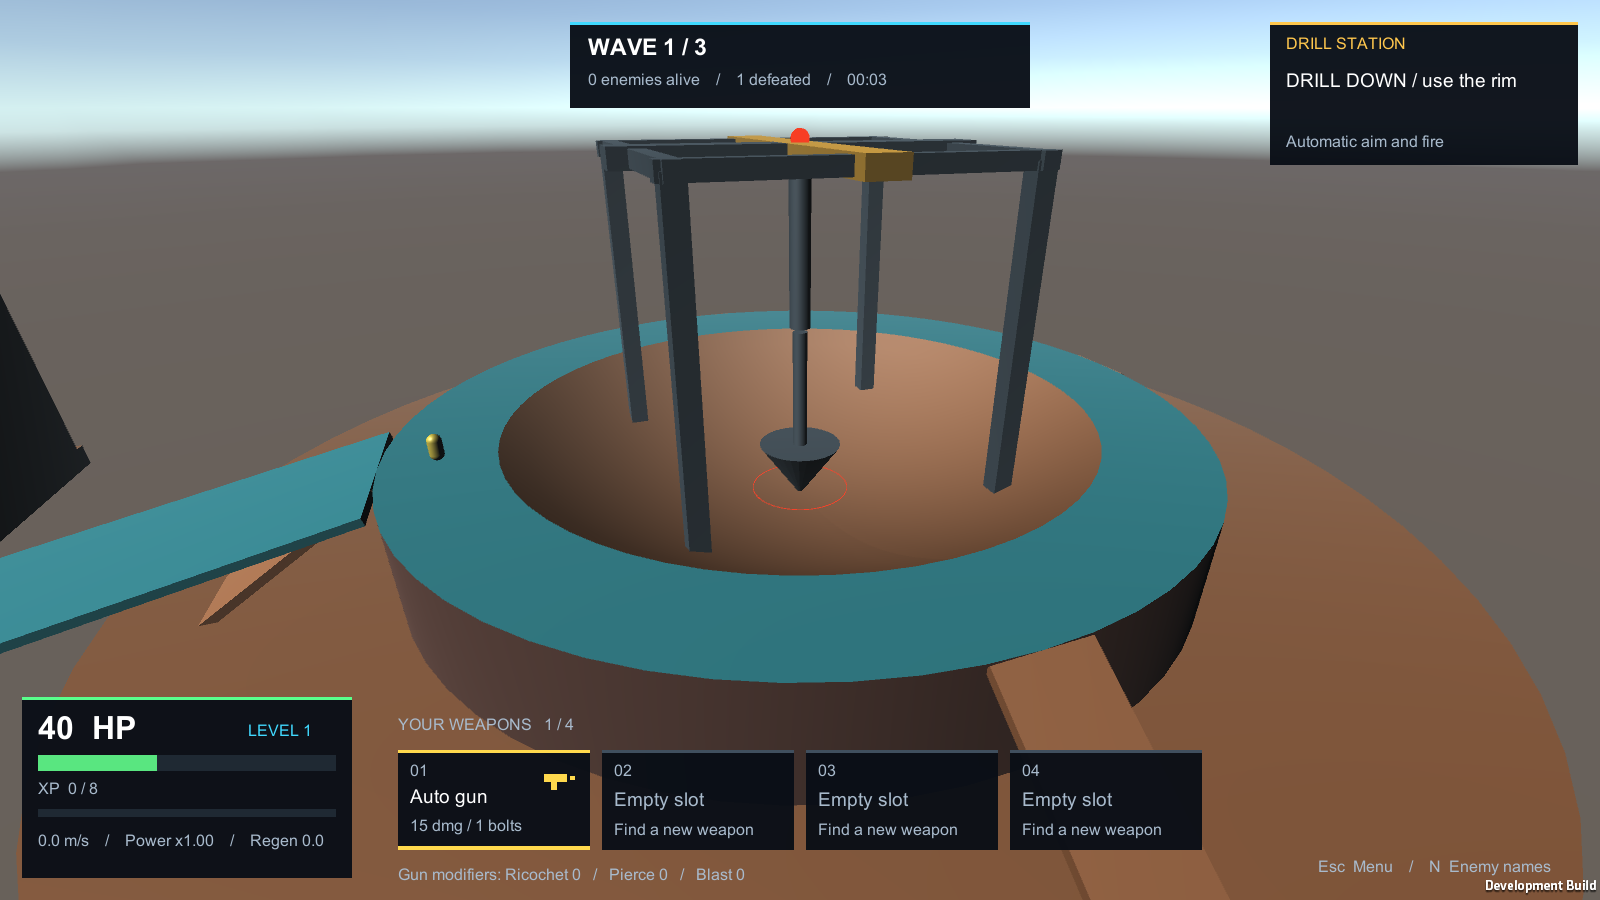 WAVE 1 / 3
0 enemies alive / 1 defeated / 00:03
DRILL STATION
DRILL DOWN / use the rim
Automatic aim and fire
40 HP
LEVEL 1
XP 0 / 8
0.0 m/s / Power x1.00 / Regen 0.0
YOUR WEAPONS 1 / 4
01
Auto gun
15 dmg / 1 bolts
02
Empty slot
Find a new weapon
03
Empty slot
Find a new weapon
04
Empty slot
Find a new weapon
Gun modifiers: Ricochet 0 / Pierce 0 / Blast 0
Esc Menu / N Enemy names
Development Build